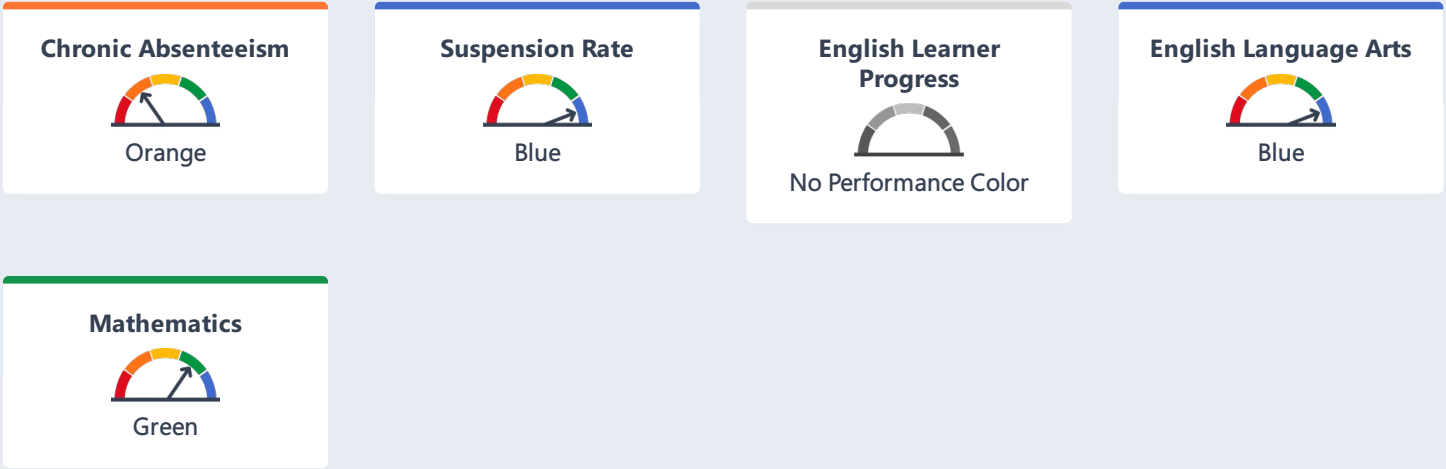 Chronic Absenteeism
Orange
Suspension Rate
Blue
English Learner
Progress
No Performance Color
English Language Arts
Blue
Mathematics
Green